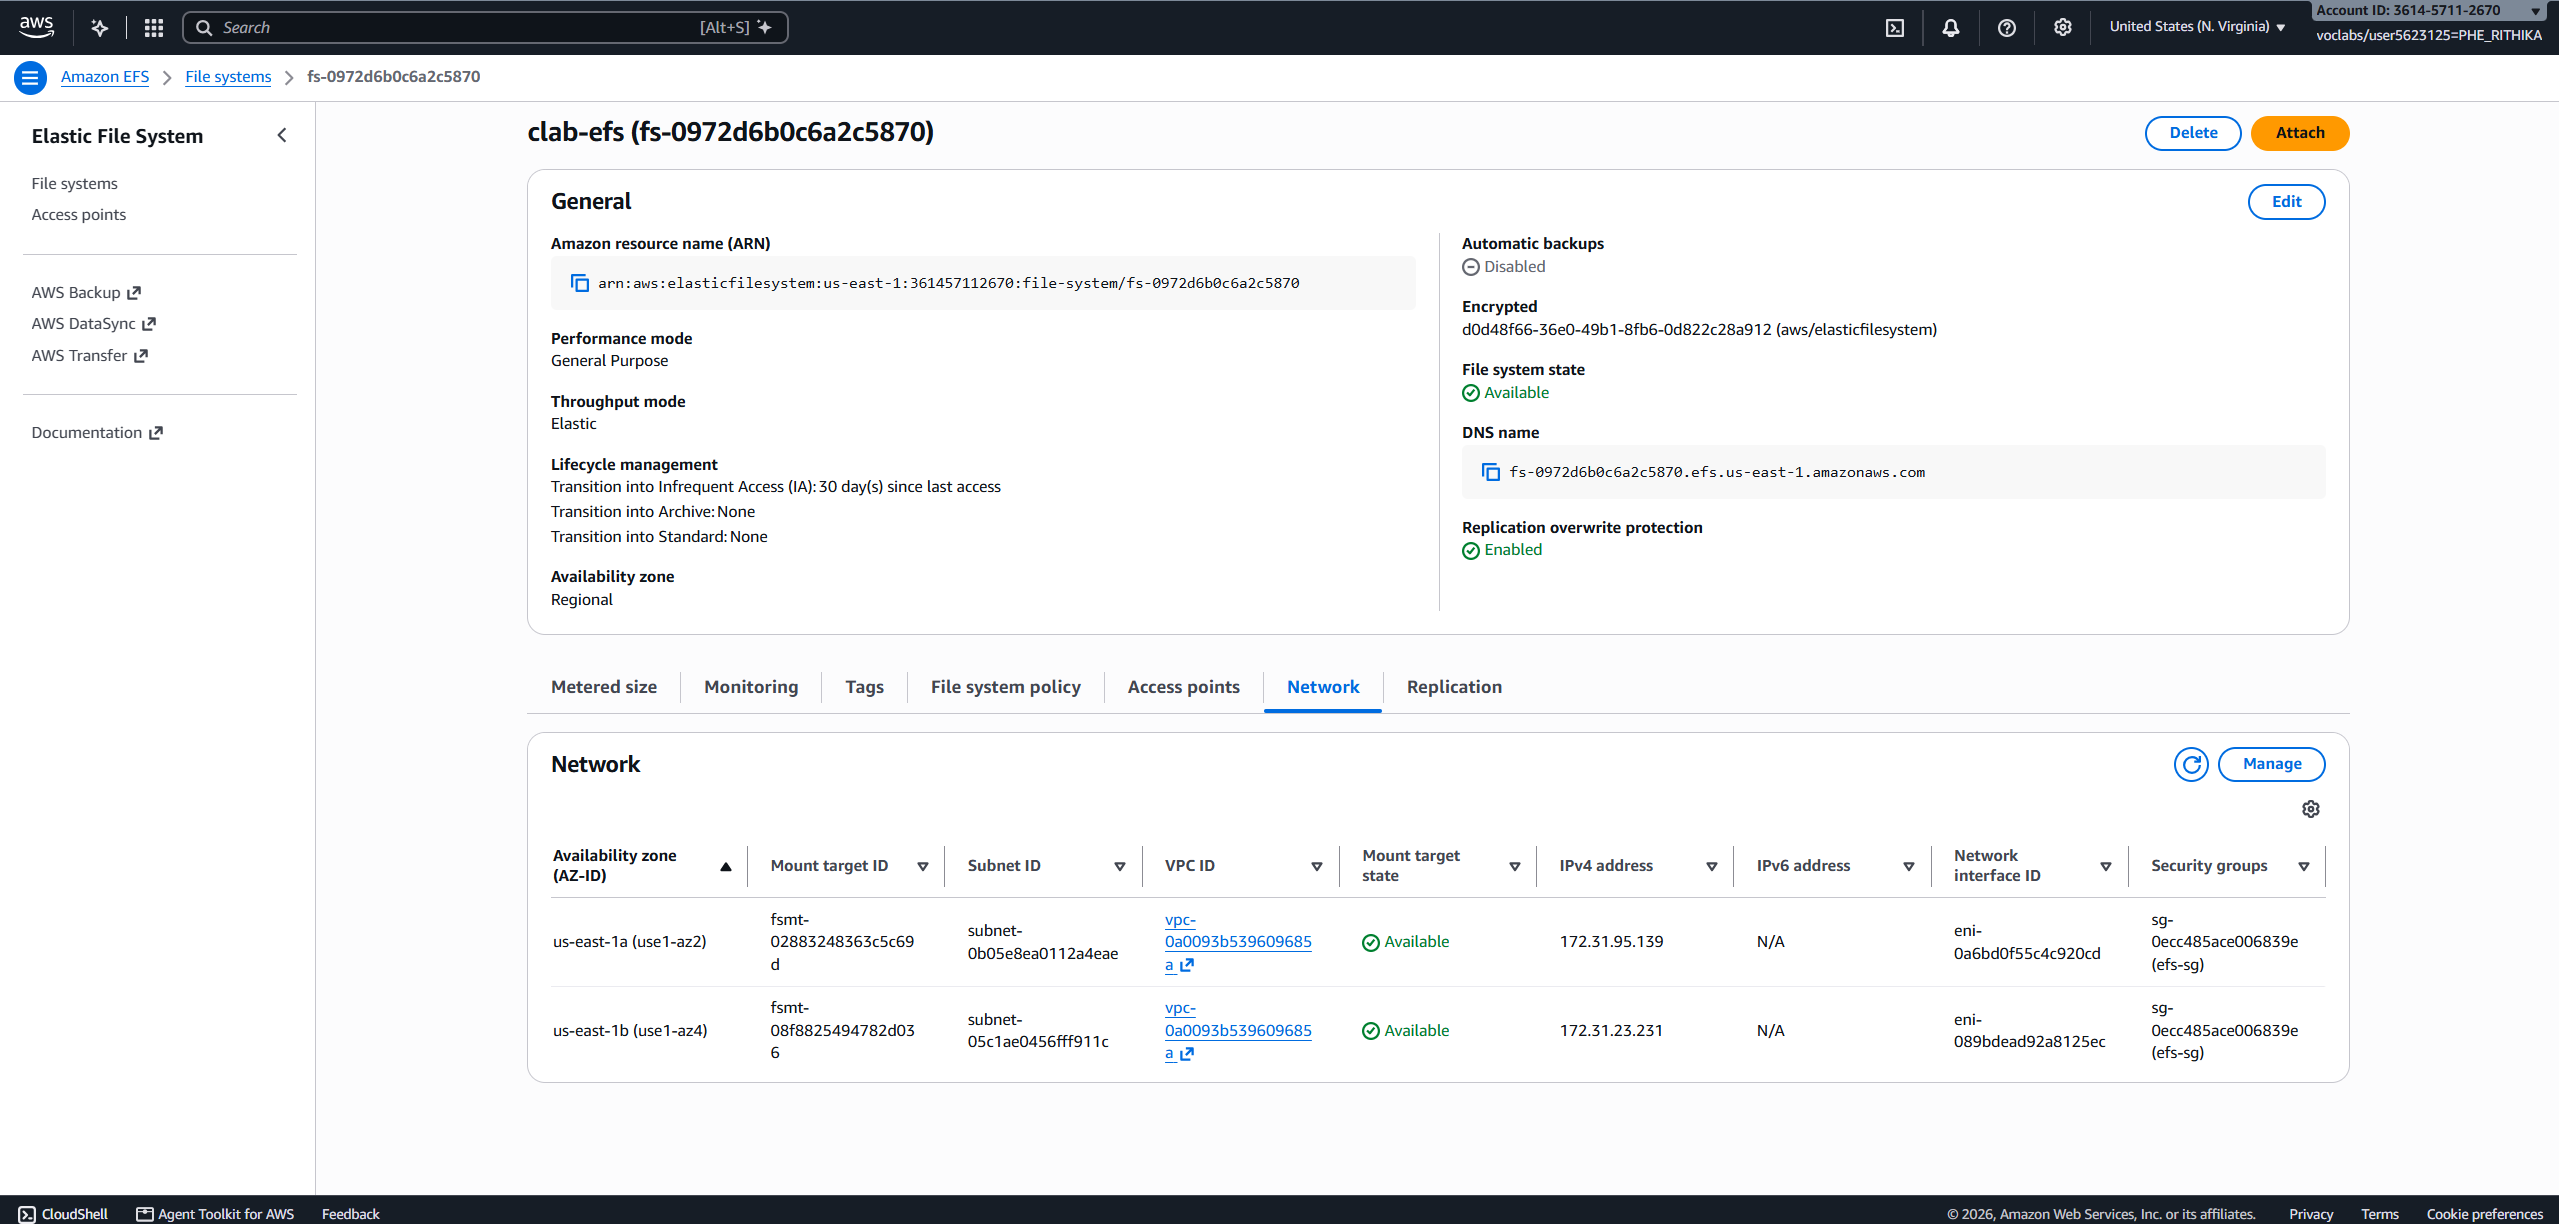 aws
Search
[Alt+S]
United States (N. Virginia)
Account ID: 3614-5711-2670
voclabs/user5623125=PHE_RITHIKA
Amazon EFS
File systems
fs-0972d6b0c6a2c5870
Elastic File System
File systems
Access points
AWS Backup
AWS DataSync
AWS Transfer
Documentation
clab-efs (fs-0972d6b0c6a2c5870)
Delete
Attach
General
Edit
Amazon resource name (ARN)
arn:aws:elasticfilesystem:us-east-1:361457112670:file-system/fs-0972d6b0c6a2c5870
Performance mode
General Purpose
Throughput mode
Elastic
Lifecycle management
Transition into Infrequent Access (IA): 30 day(s) since last access
Transition into Archive: None
Transition into Standard: None
Availability zone
Regional
Automatic backups
Disabled
Encrypted
d0d48f66-36e0-49b1-8fb6-0d822c28a912 (aws/elasticfilesystem)
File system state
Available
DNS name
fs-0972d6b0c6a2c5870.efs.us-east-1.amazonaws.com
Replication overwrite protection
Enabled
Metered size
Monitoring
Tags
File system policy
Access points
Network
Replication
Network
Manage
Availability zone
(AZ-ID)
Mount target ID
Subnet ID
VPC ID
Mount target
state
IPv4 address
IPv6 address
Network
interface ID
Security groups
us-east-1a (use1-az2)
fsmt-
02883248363c5c69
d
subnet-
0b05e8ea0112a4eae
vpc-
0a0093b539609685
a
Available
172.31.95.139
N/A
eni-
0a6bd0f55c4c920cd
sg-
0ecc485ace006839e
(efs-sg)
us-east-1b (use1-az4)
fsmt-
08f8825494782d03
6
subnet-
05c1ae0456fff911c
vpc-
0a0093b539609685
a
Available
172.31.23.231
N/A
eni-
089bdead92a8125ec
sg-
0ecc485ace006839e
(efs-sg)
CloudShell
Agent Toolkit for AWS
Feedback
© 2026, Amazon Web Services, Inc. or its affiliates.
Privacy
Terms
Cookie preferences